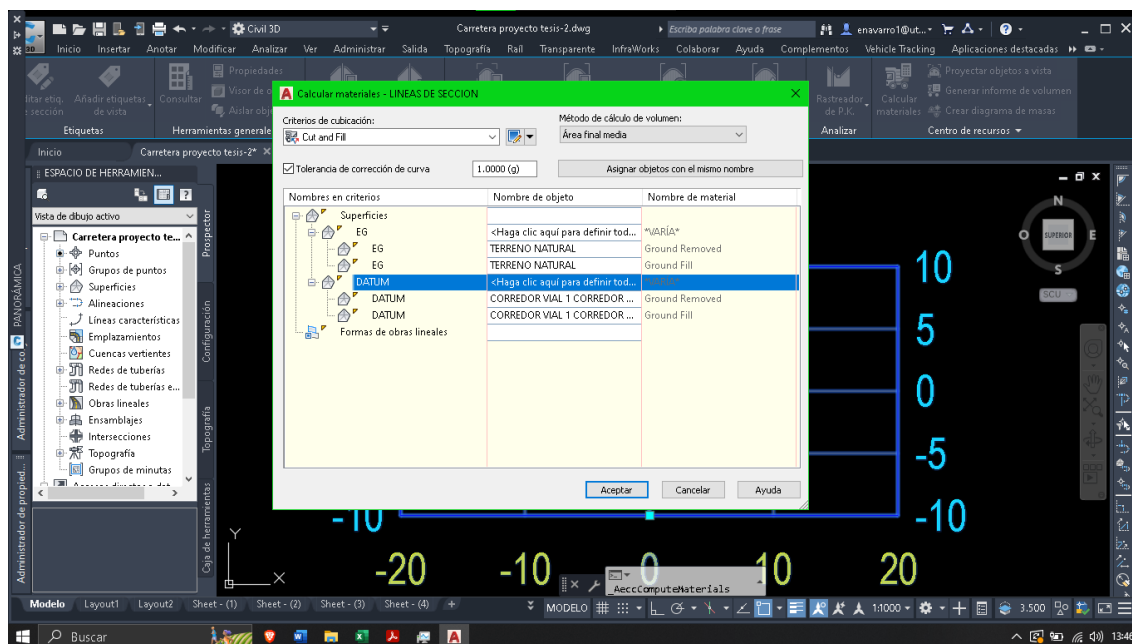 Civil 3D
Carretera proyecto tesis-2.dwg
Escriba palabra clave o frase
enavarro1@ut...
Inicio Insertar Anotar Modificar Analizar Ver Administrar Salida Topografía Raíl Transparente InfraWorks Colaborar Ayuda Complementos Vehicle Tracking Aplicaciones destacadas
Añadir etiquetas de vista
Consultar
Propiedades
Visor de o
Aislar obj
Rastreador de P.K.
Calcular materiales
Proyectar objetos a vista
Generar informe de volumen
Crear diagrama de masas
Etiquetas
Herramientas generale
Analizar
Centro de recursos
Inicio
Carretera proyecto tesis-2*
ESPACIO DE HERRAMIEN...
Vista de dibujo activo
Carretera proyecto te...
Puntos
Grupos de puntos
Superficies
Alineaciones
Líneas características
Emplazamientos
Cuencas vertientes
Redes de tuberías
Redes de tuberías e...
Obras lineales
Ensamblajes
Intersecciones
Topografía
Grupos de minutas
Prospector
Configuración
Topografía
Caja de herramientas
PANORÁMICA
Administrador de co...
Administrador de propied...
Calcular materiales - LINEAS DE SECCION
Criterios de cubicación:
Cut and Fill
Método de cálculo de volumen:
Área final media
Tolerancia de corrección de curva
1.0000 (g)
Asignar objetos con el mismo nombre
Nombres en criterios Nombre de objeto Nombre de material
Superficies
EG <Haga clic aquí para definir tod... *VARÍA*
EG TERRENO NATURAL Ground Removed
EG TERRENO NATURAL Ground Fill
DATUM <Haga clic aquí para definir tod... *VARÍA*
DATUM CORREDOR VIAL 1 CORREDOR ... Ground Removed
DATUM CORREDOR VIAL 1 CORREDOR ... Ground Fill
Formas de obras lineales
Aceptar Cancelar Ayuda
N
O SUPERIOR E
S
SCU
10
5
0
-5
-10 -10
-20 -10 0 10 20
Y
X
_AeccComputeMaterials
Modelo Layout1 Layout2 Sheet - (1) Sheet - (2) Sheet - (3) Sheet - (4) +
MODELO
1:1000
3.500
Buscar
13:46